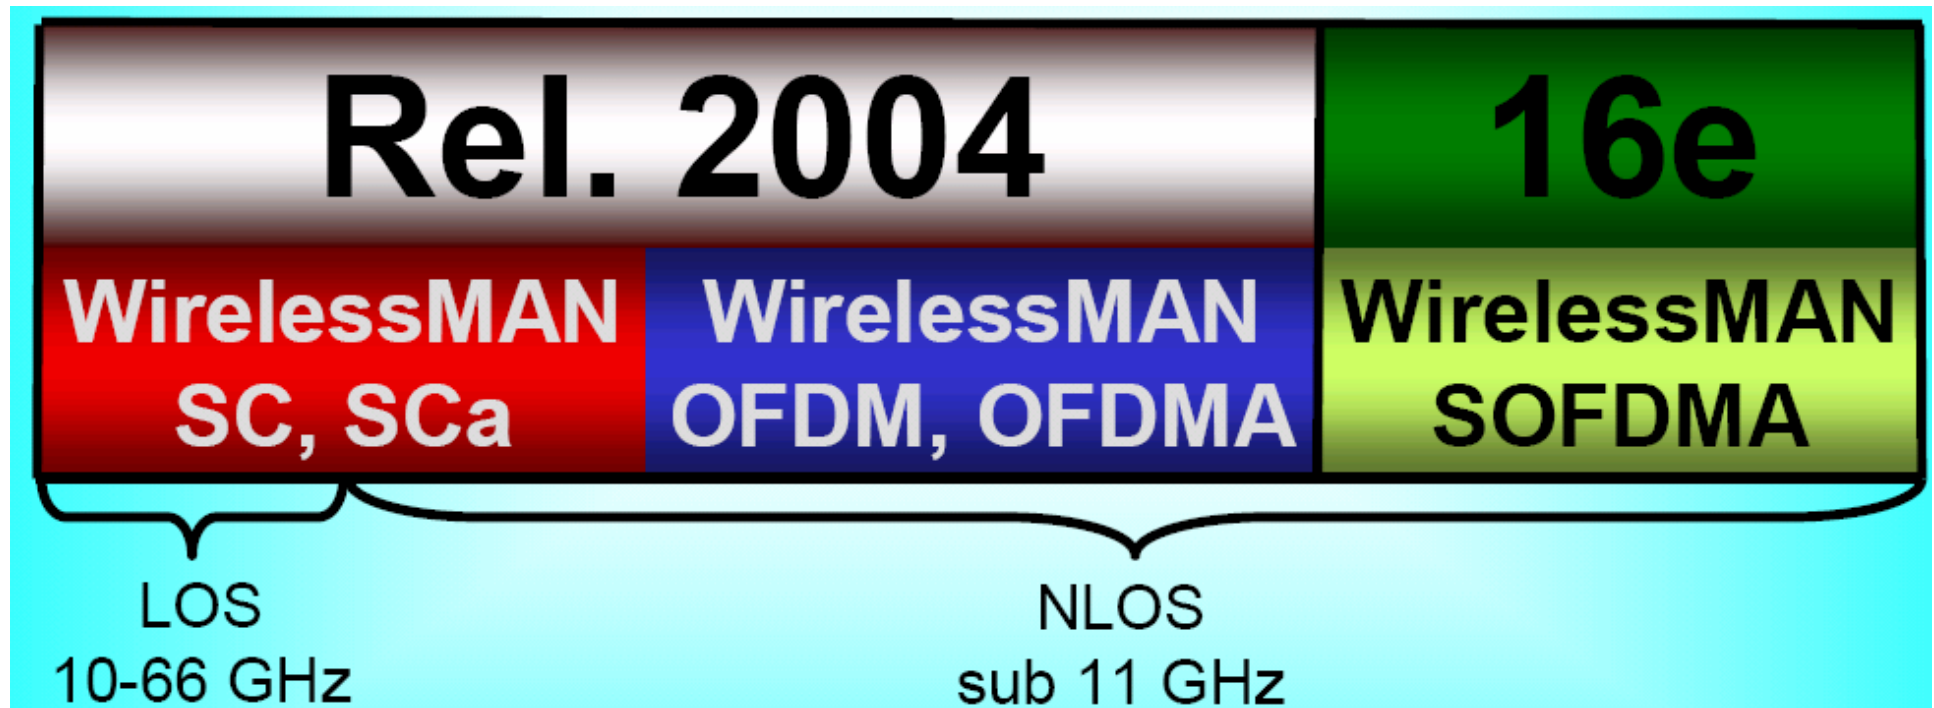 Rel. 2004
16e
WirelessMAN
SC, SCa
WirelessMAN
OFDM, OFDMA
WirelessMAN
SOFDMA
LOS
10-66 GHz
NLOS
sub 11 GHz